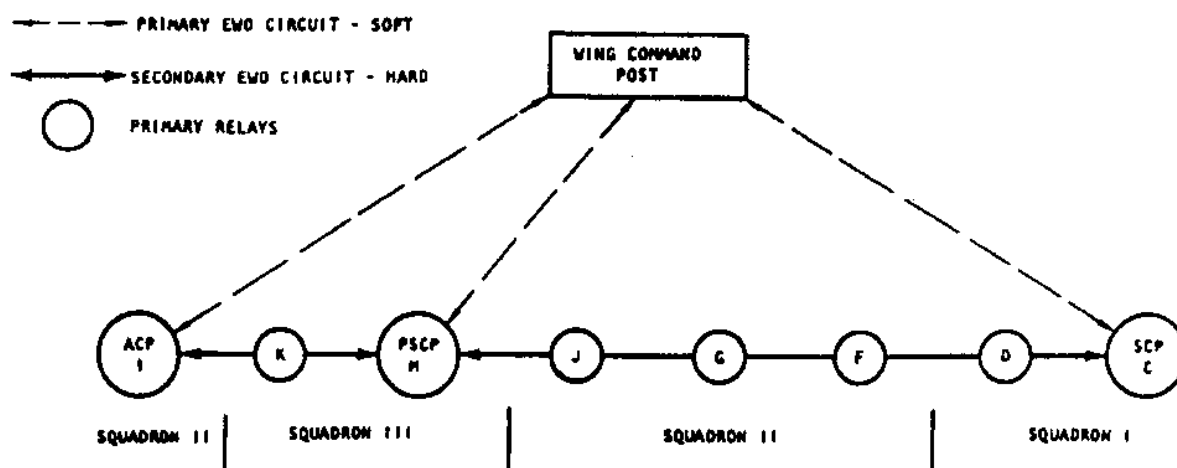 PRIMARY EWO CIRCUIT - SOFT
SECONDARY EWO CIRCUIT - HARD
PRIMARY RELAYS
WING COMMAND
POST
ACP
I
K
PSCP
M
J
G
F
D
SCP
C
SQUADRON II
SQUADRON III
SQUADRON II
SQUADRON I